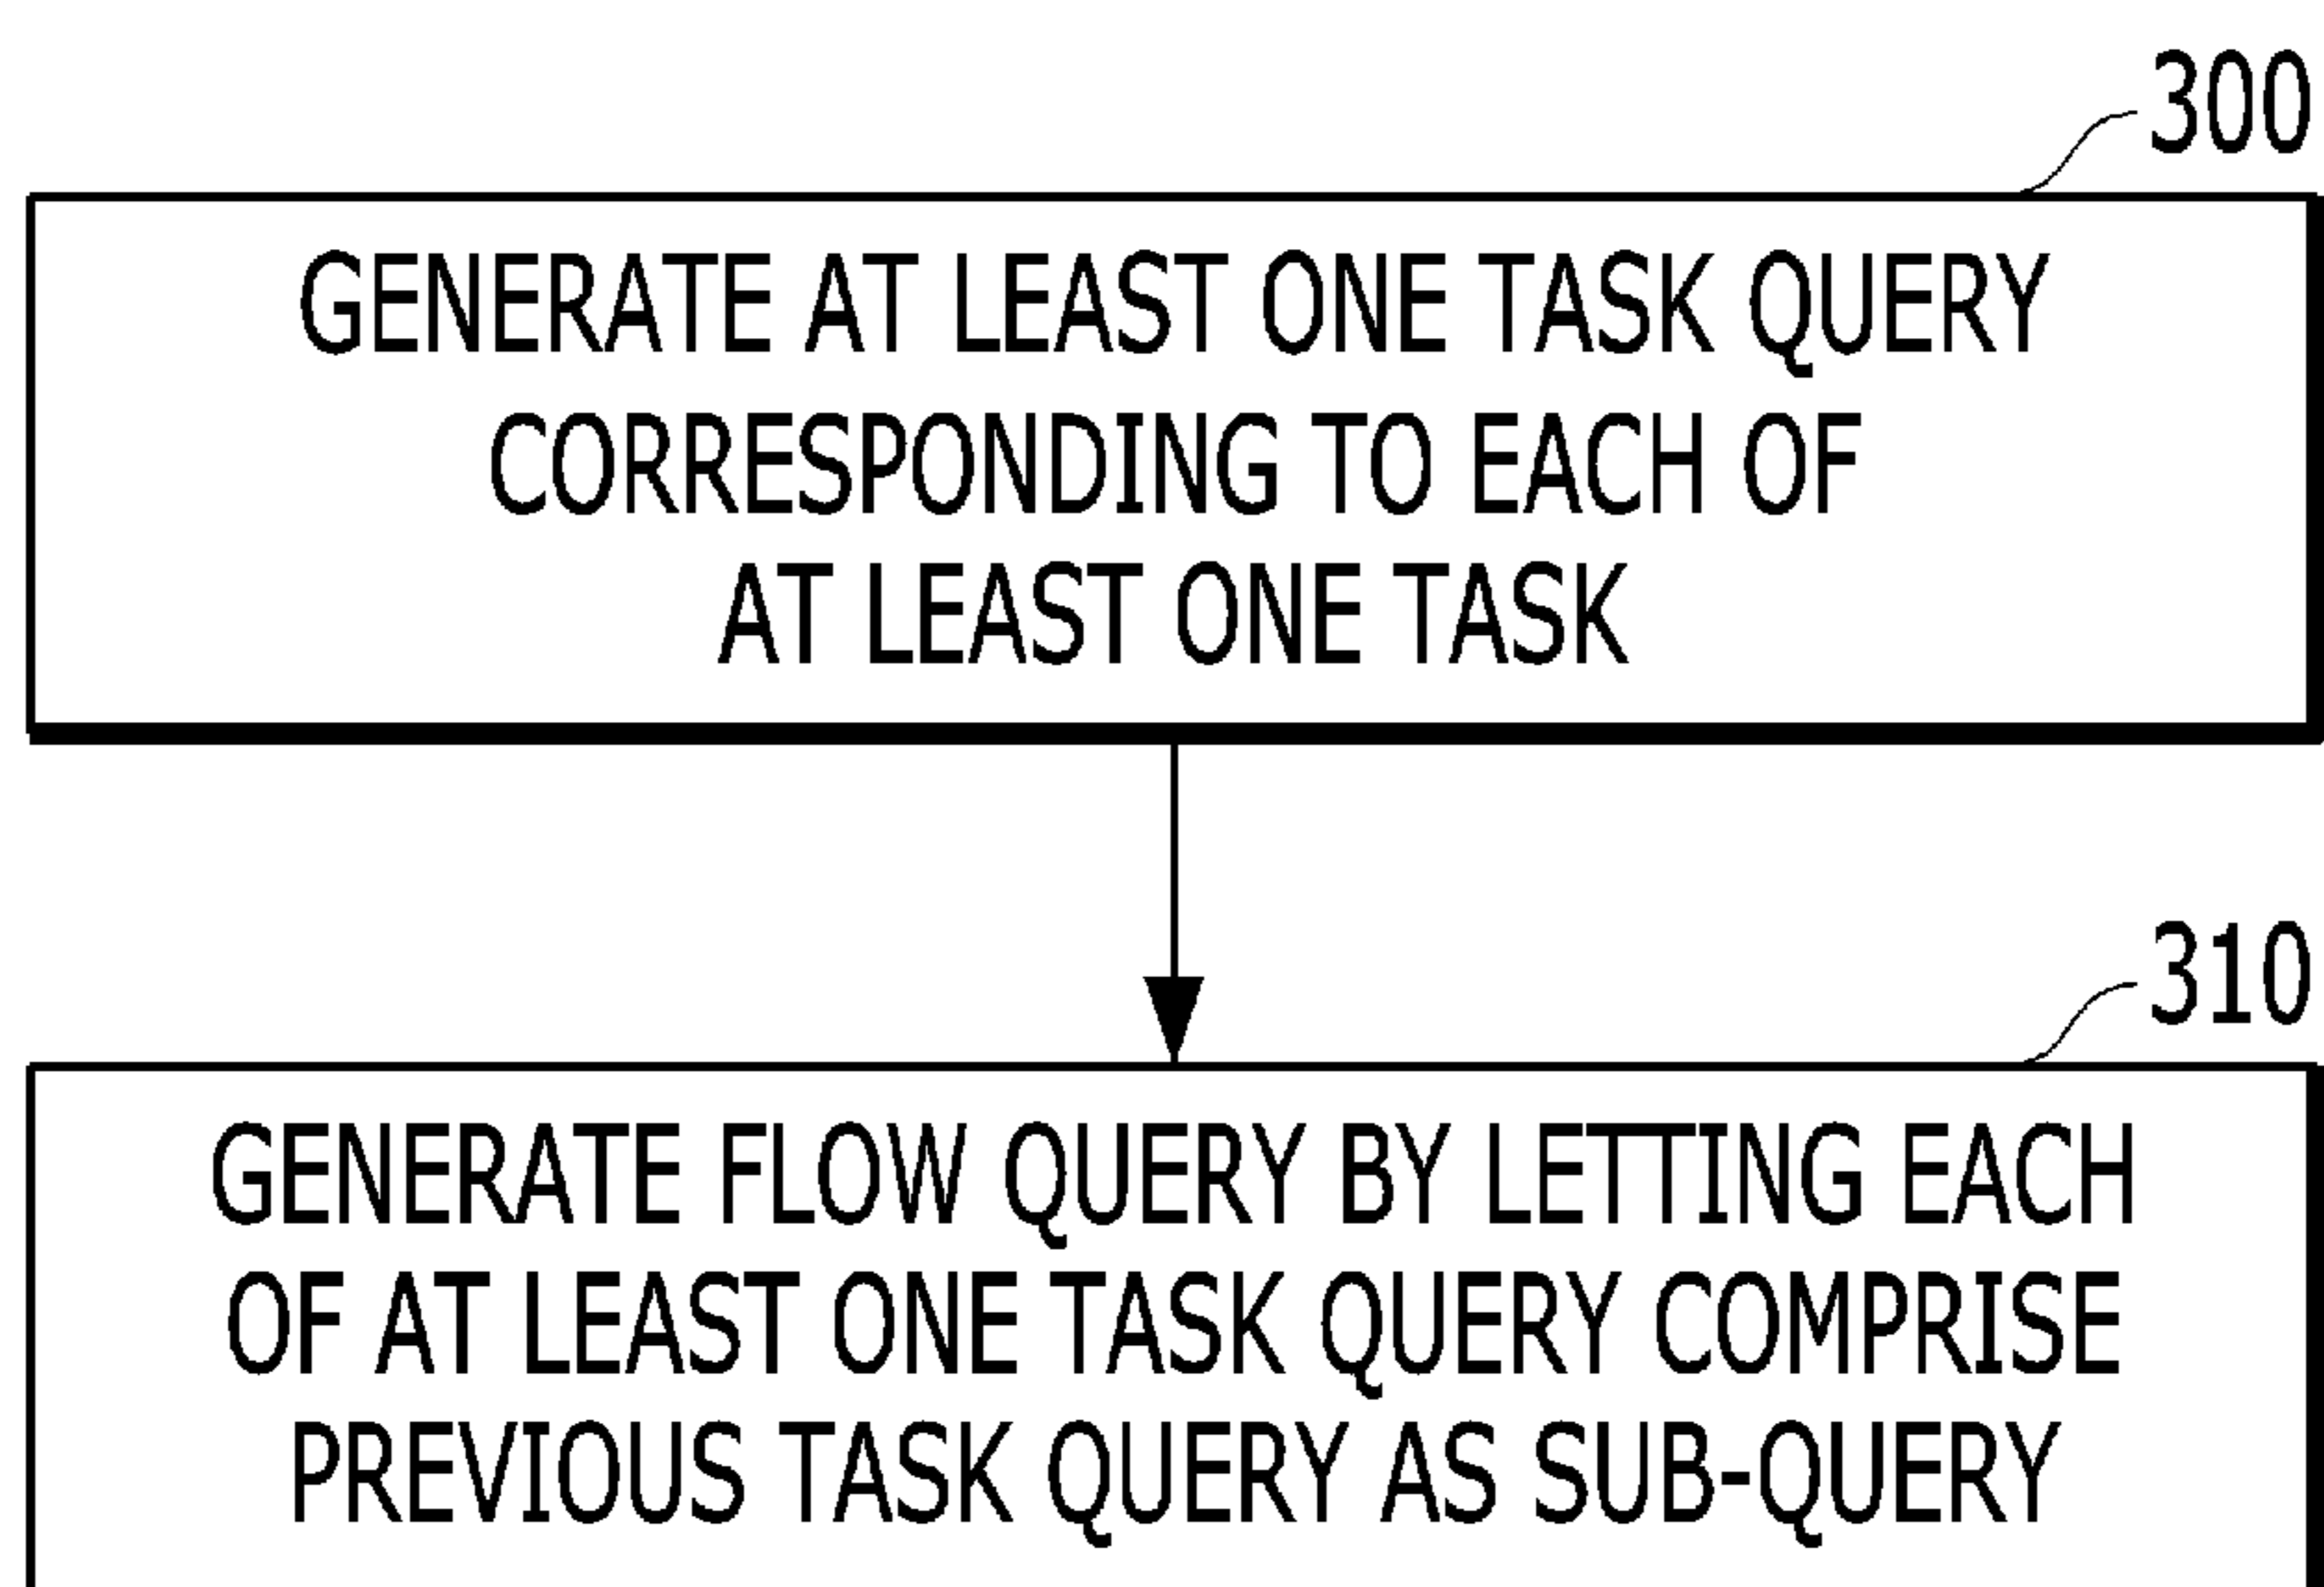 300
GENERATE AT LEAST ONE TASK QUERY
CORRESPONDING TO EACH OF
AT LEAST ONE TASK
310
GENERATE FLOW QUERY BY LETTING EACH
OF AT LEAST ONE TASK QUERY COMPRISE
PREVIOUS TASK QUERY AS SUB-QUERY